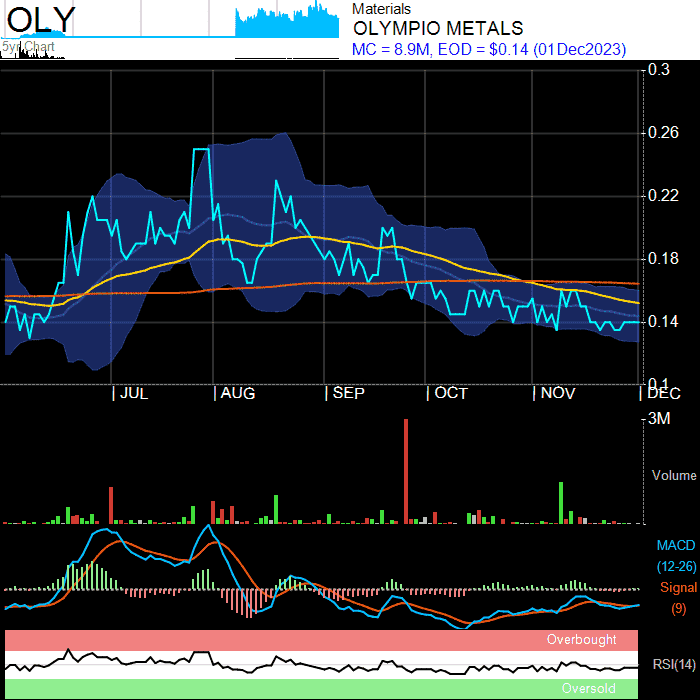 OLY
5yr Chart
Materials
OLYMPIO METALS
MC = 8.9M, EOD = $0.14 (01Dec2023)
0.3
0.26
0.22
0.18
0.14
0.1
JUL
AUG
SEP
OCT
NOV
DEC
3M
Volume
MACD
(12-26)
Signal
(9)
Overbought
RSI(14)
Oversold